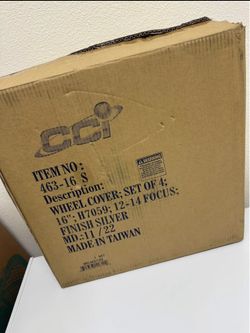 CCI
ITEM NO:
463-16 S
Description:
WHEEL COVER; SET OF 4;
16"; H7059; 12-14 FOCUS;
FINISH SILVER
MD:11/22
MADE IN TAIWAN